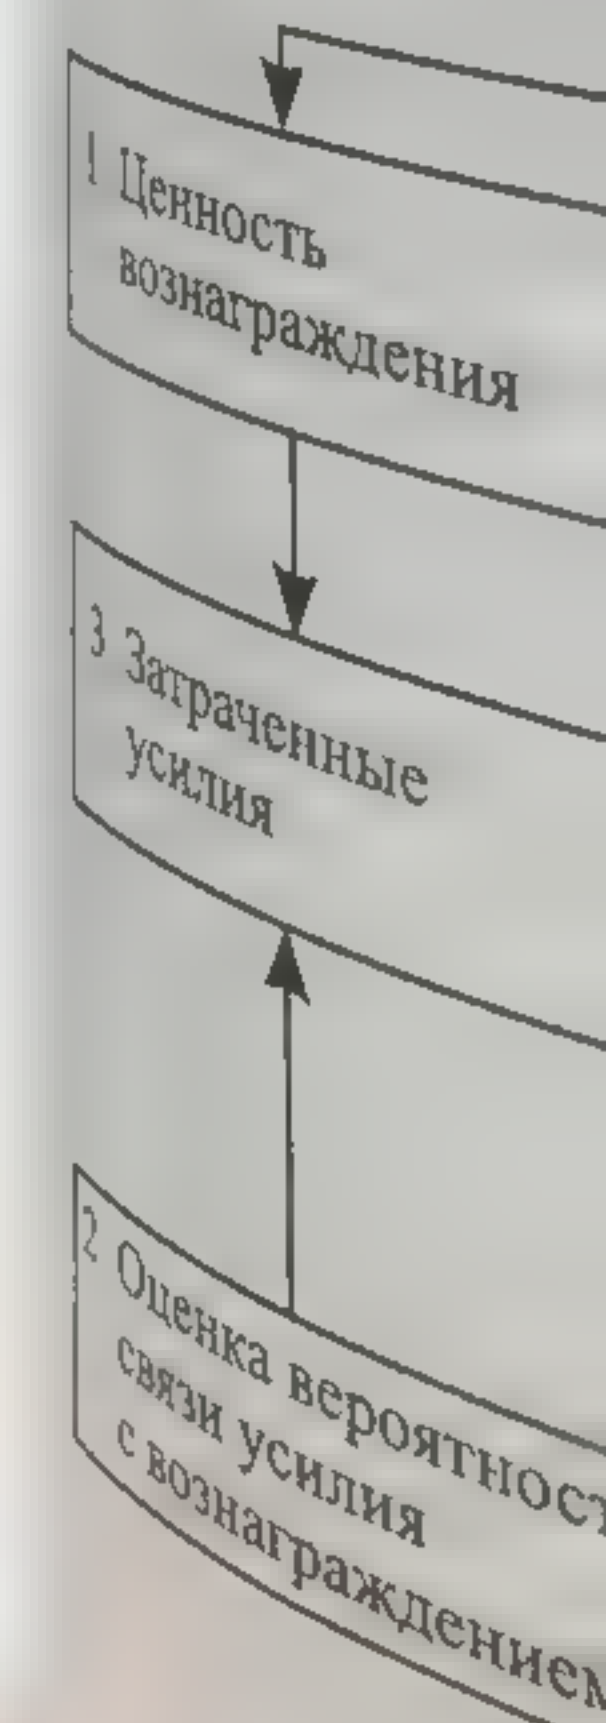 1 Ценность
вознаграждения
3 Затраченные
усилия
2 Оценка вероятност
связи усилия
с вознаграждением